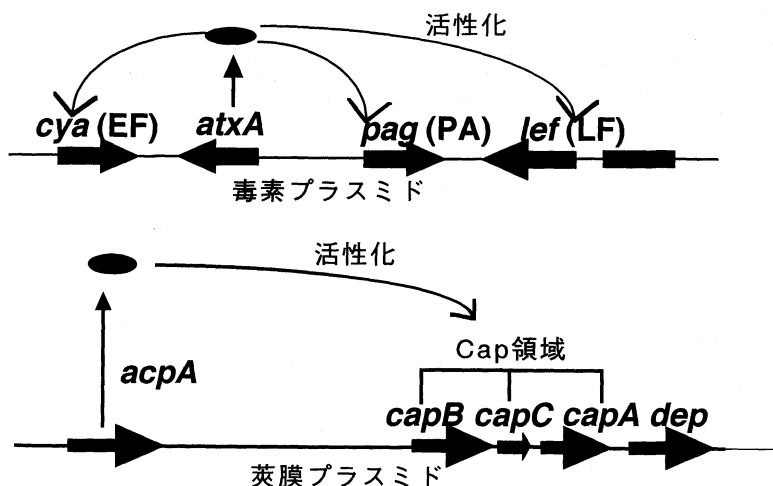 活性化
cya (EF) atxA pag (PA) lef (LF)
毒素プラスミド
活性化
Cap領域
acpA
capB capC capA dep
莢膜プラスミド